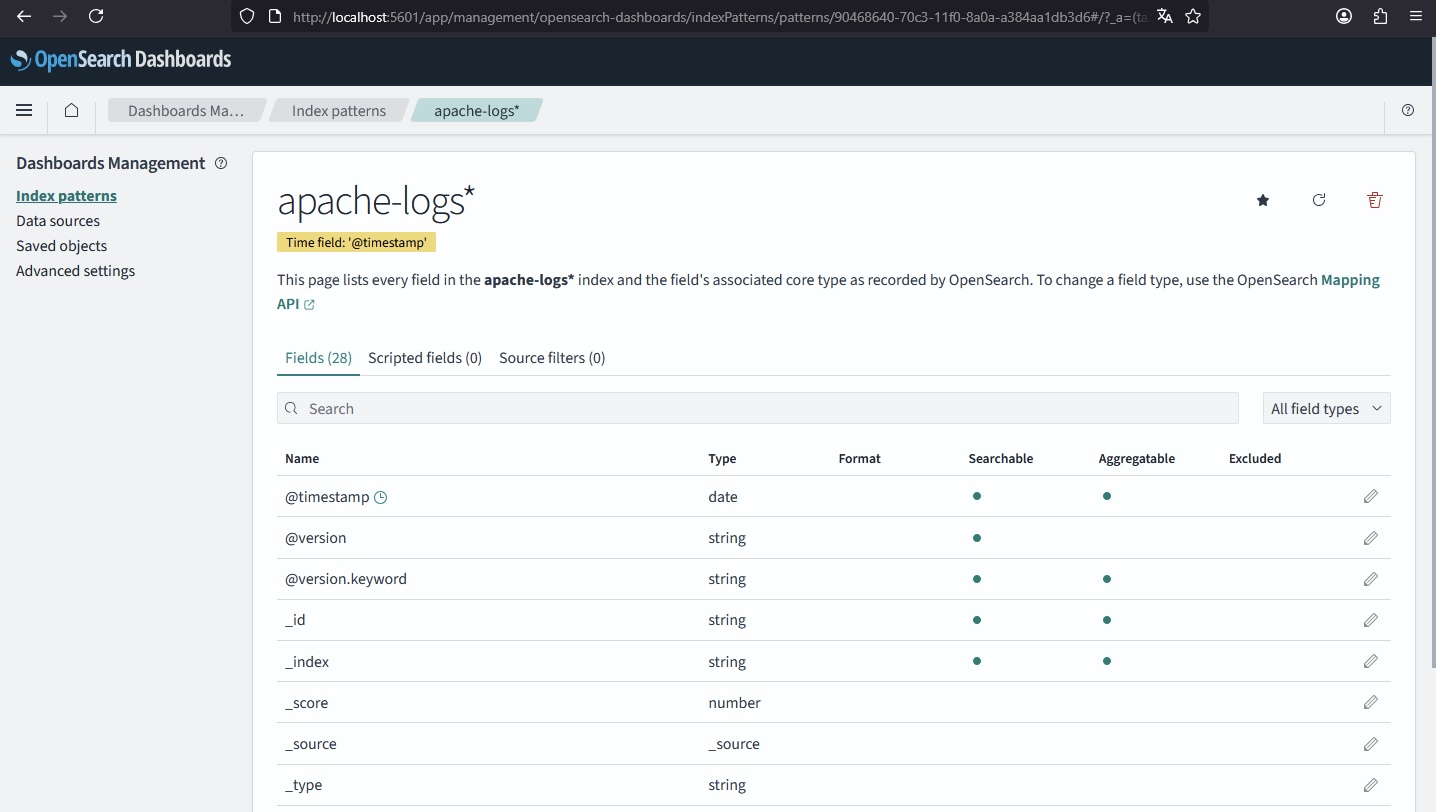 http://localhost:5601/app/management/opensearch-dashboards/indexPatterns/patterns/90468640-70c3-11f0-8a0a-a384aa1db3d6#/?_a=(ta
OpenSearch Dashboards
Dashboards Ma...
Index patterns
apache-logs*
Dashboards Management
Index patterns
Data sources
Saved objects
Advanced settings
apache-logs*
Time field: '@timestamp'
This page lists every field in the apache-logs* index and the field's associated core type as recorded by OpenSearch. To change a field type, use the OpenSearch Mapping
API
Fields (28) Scripted fields (0) Source filters (0)
Search
All field types
Name Type Format Searchable Aggregatable Excluded
@timestamp date
@version string
@version.keyword string
_id string
_index string
_score number
_source _source
_type string